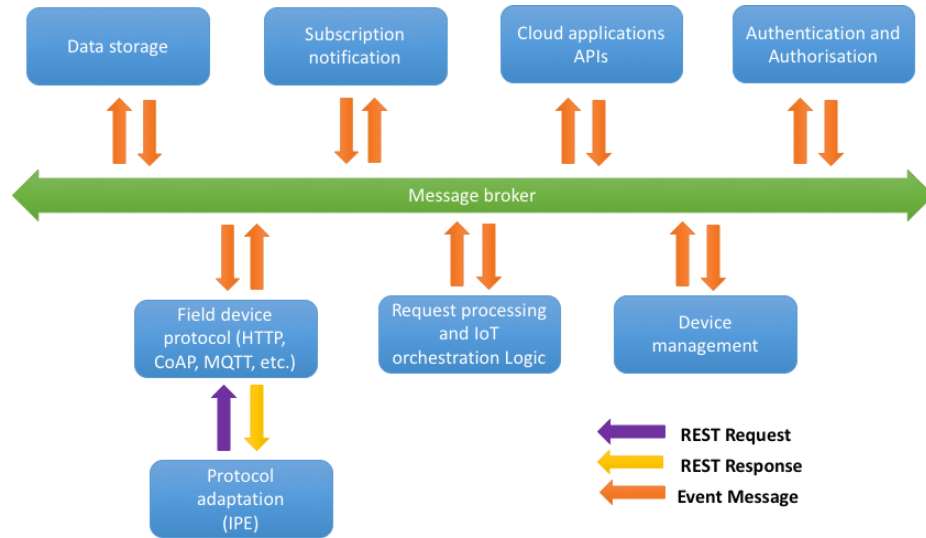 Data storage
Subscription
notification
Cloud applications
APIs
Authentication and
Authorisation
Message broker
Field device
protocol (HTTP,
CoAP, MQTT, etc.)
Request processing
and IoT
orchestration Logic
Device
management
Protocol
adaptation
(IPE)
REST Request
REST Response
Event Message